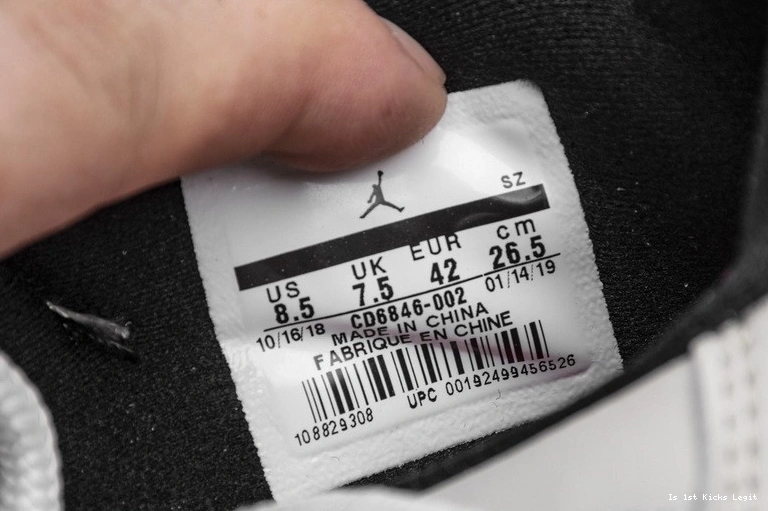 SZ
US UK EUR cm
8.5 7.5 42 26.5
10/16/18 CD6846-002 01/14/19
MADE IN CHINA
FABRIQUE EN CHINE
108829308 UPC 00192499456526
Is 1st Kicks Legit